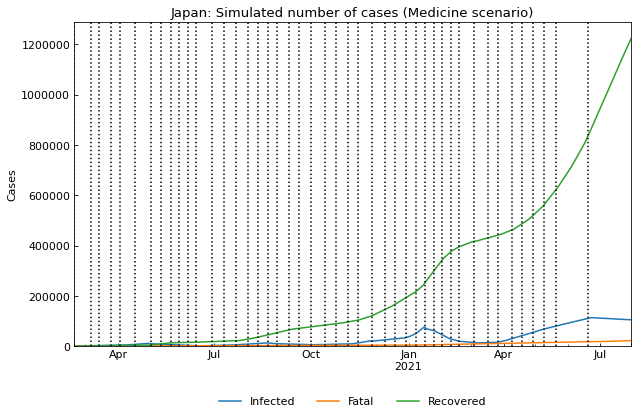 Japan: Simulated number of cases (Medicine scenario)
1200000
1000000
800000
600000
400000
200000
0
Cases
Apr Jul Oct Jan Apr Jul
2021
Infected Fatal Recovered